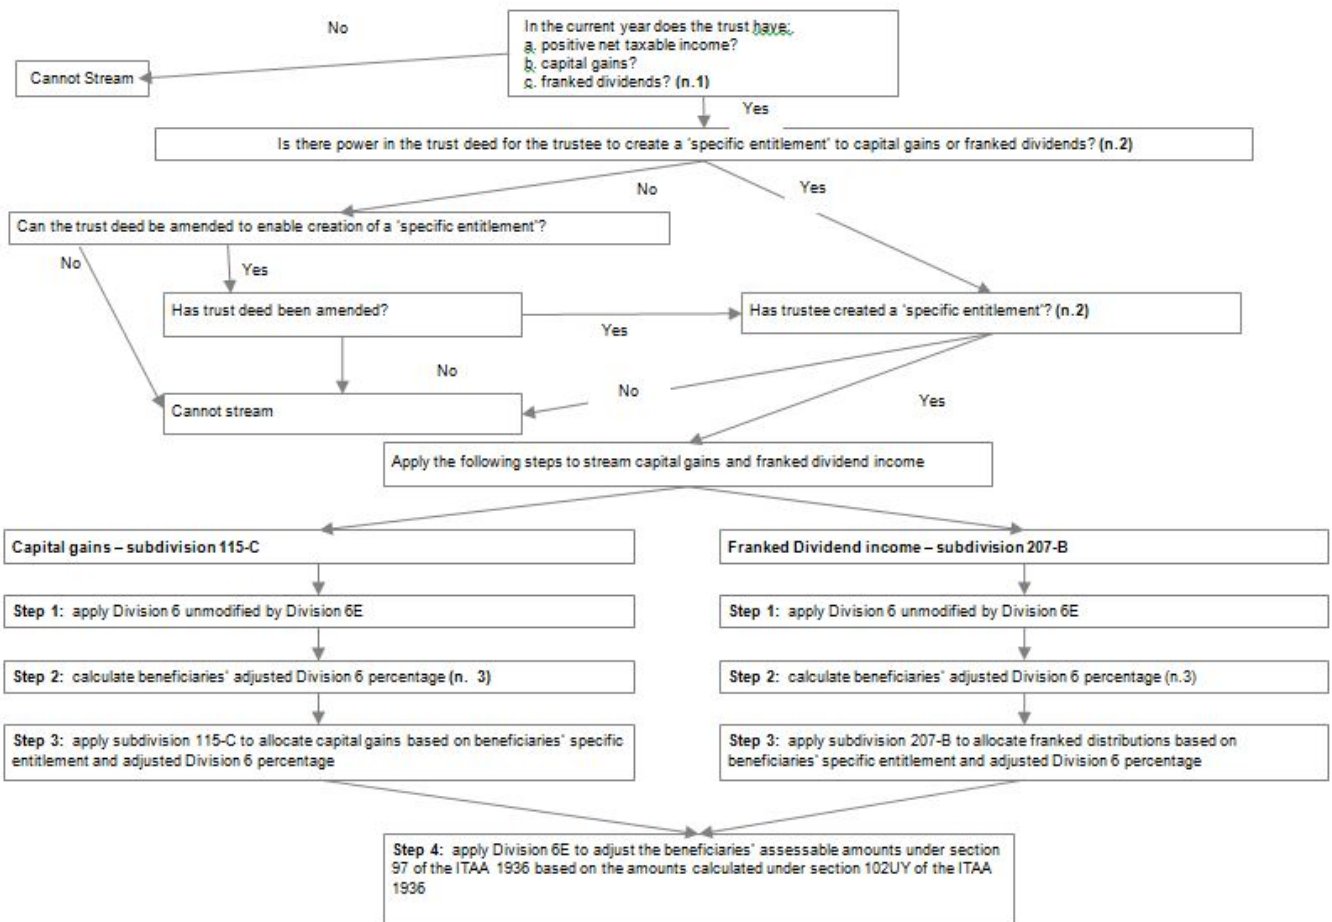 No
In the current year does the trust have:
a. positive net taxable income?
b. capital gains?
c. franked dividends? (n.1)
Cannot Stream
Yes
Is there power in the trust deed for the trustee to create a 'specific entitlement' to capital gains or franked dividends? (n.2)
No
Yes
Can the trust deed be amended to enable creation of a 'specific entitlement'?
No
Yes
Has trust deed been amended?
Yes
Has trustee created a 'specific entitlement'? (n.2)
No
No
Yes
Cannot stream
Apply the following steps to stream capital gains and franked dividend income
Capital gains – subdivision 115-C
Franked Dividend income – subdivision 207-B
Step 1: apply Division 6 unmodified by Division 6E
Step 1: apply Division 6 unmodified by Division 6E
Step 2: calculate beneficiaries' adjusted Division 6 percentage (n. 3)
Step 2: calculate beneficiaries' adjusted Division 6 percentage (n.3)
Step 3: apply subdivision 115-C to allocate capital gains based on beneficiaries' specific
entitlement and adjusted Division 6 percentage
Step 3: apply subdivision 207-B to allocate franked distributions based on
beneficiaries' specific entitlement and adjusted Division 6 percentage
Step 4: apply Division 6E to adjust the beneficiaries' assessable amounts under section
97 of the ITAA 1936 based on the amounts calculated under section 102UY of the ITAA
1936